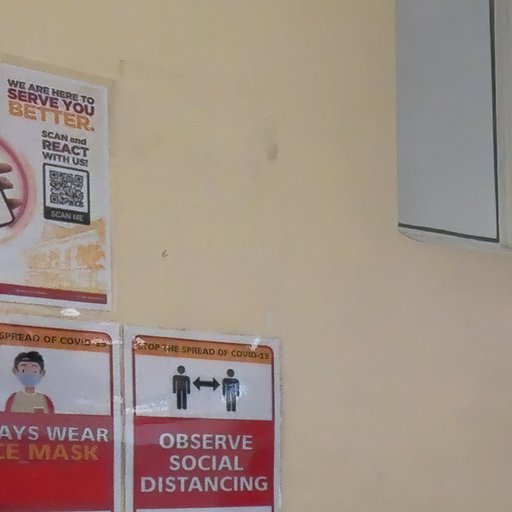 WE ARE HERE TO
SERVE YOU
BETTER.
SCAN and
REACT
WITH US!
SCAN ME
SPREAD OF COVID-19
AYS WEAR
CE MASK
STOP THE SPREAD OF COVID-19
OBSERVE
SOCIAL
DISTANCING